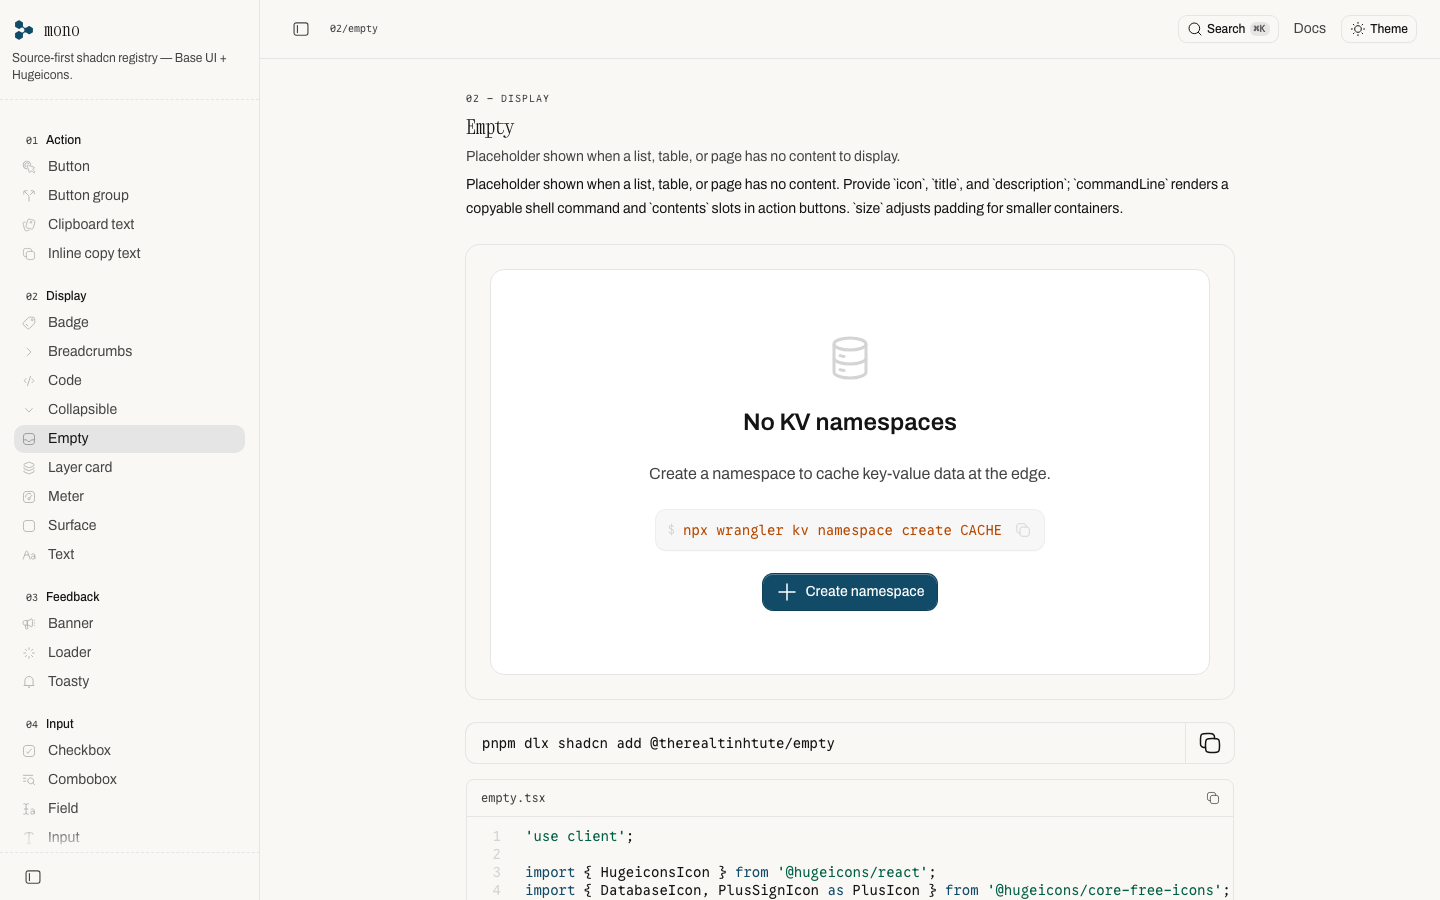 mono
Source-first shadcn registry — Base UI +
Hugeicons.
01 Action
Button
Button group
Clipboard text
Inline copy text
02 Display
Badge
Breadcrumbs
Code
Collapsible
Empty
Layer card
Meter
Surface
Text
03 Feedback
Banner
Loader
Toasty
04 Input
Checkbox
Combobox
Field
Input
02/empty
Search ⌘K
Docs
Theme
02 — DISPLAY
Empty
Placeholder shown when a list, table, or page has no content to display.
Placeholder shown when a list, table, or page has no content. Provide `icon`, `title`, and `description`; `commandLine` renders a
copyable shell command and `contents` slots in action buttons. `size` adjusts padding for smaller containers.
No KV namespaces
Create a namespace to cache key-value data at the edge.
$ npx wrangler kv namespace create CACHE
Create namespace
pnpm dlx shadcn add @therealtinhtute/empty
empty.tsx
1 'use client';
2
3 import { HugeiconsIcon } from '@hugeicons/react';
4 import { DatabaseIcon, PlusSignIcon as PlusIcon } from '@hugeicons/core-free-icons';